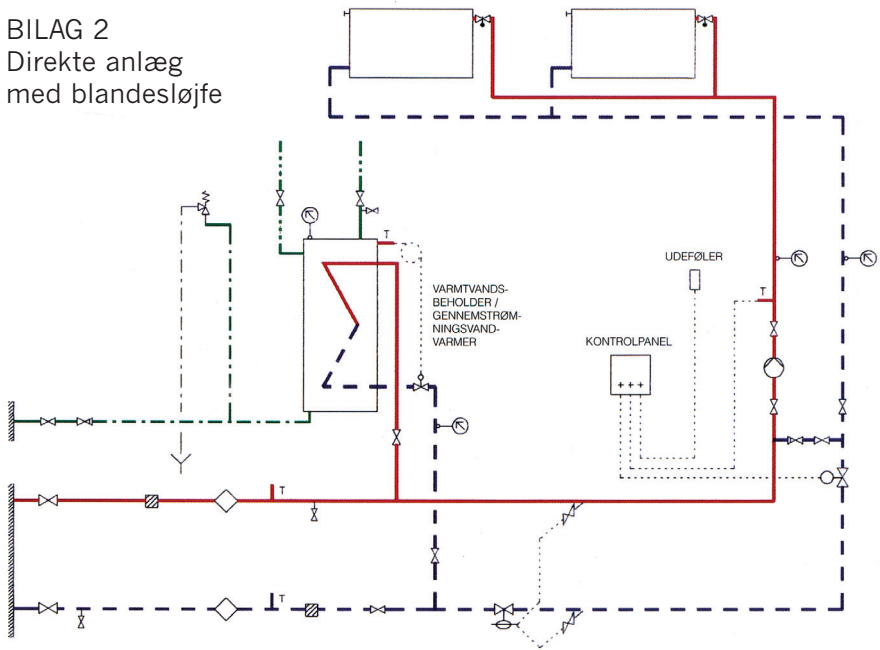 BILAG 2
Direkte anlæg
med blandesløjfe
T
VARMTVANDS-
BEHOLDER /
GENNEMSTRØM-
NINGSVAND-
VARMER
UDEFØLER
T
KONTROLPANEL
T
T